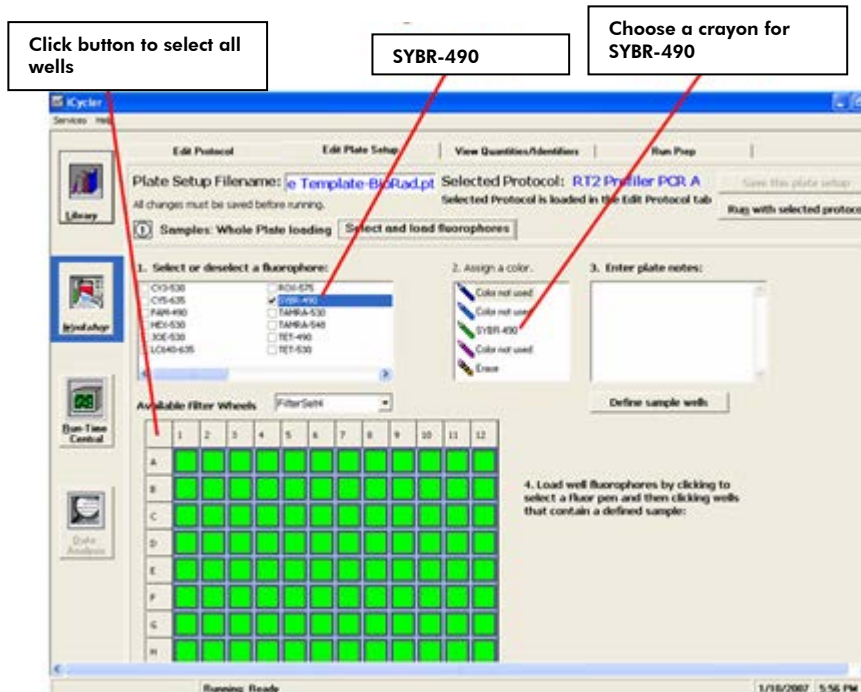 Click button to select all
wells
SYBR-490
Choose a crayon for
SYBR-490
iCycler
Services Help
Edit Protocol
Edit Plate Setup
View Quantities/Identifiers
Run Prep
Library
Plate Setup Filename: e Template-BioRad.pt
Selected Protocol: RT2 Profiler PCR A
Save this plate setup
All changes must be saved before running.
Selected Protocol is loaded in the Edit Protocol tab
Run with selected protoco
Samples: Whole Plate loading
Select and load fluorophores
Workshop
1. Select or deselect a fluorophore:
CY3-530
CY5-635
FAM-490
HEX-530
JOE-530
LC640-635
ROX-575
SYBR-490
TAMRA-530
TAMRA-540
TET-490
TET-530
2. Assign a color.
Color not used
Color not used
SYBR-490
Color not used
Erase
3. Enter plate notes:
Define sample wells
Available Filter Wheels
FilterSet4
Run-Time
Central
Data
Analysis
1 2 3 4 5 6 7 8 9 10 11 12
A
B
C
D
E
F
G
H
4. Load well fluorophores by clicking to
select a fluor pen and then clicking wells
that contain a defined sample:
Running: Ready
1/10/2007 5:56 PM